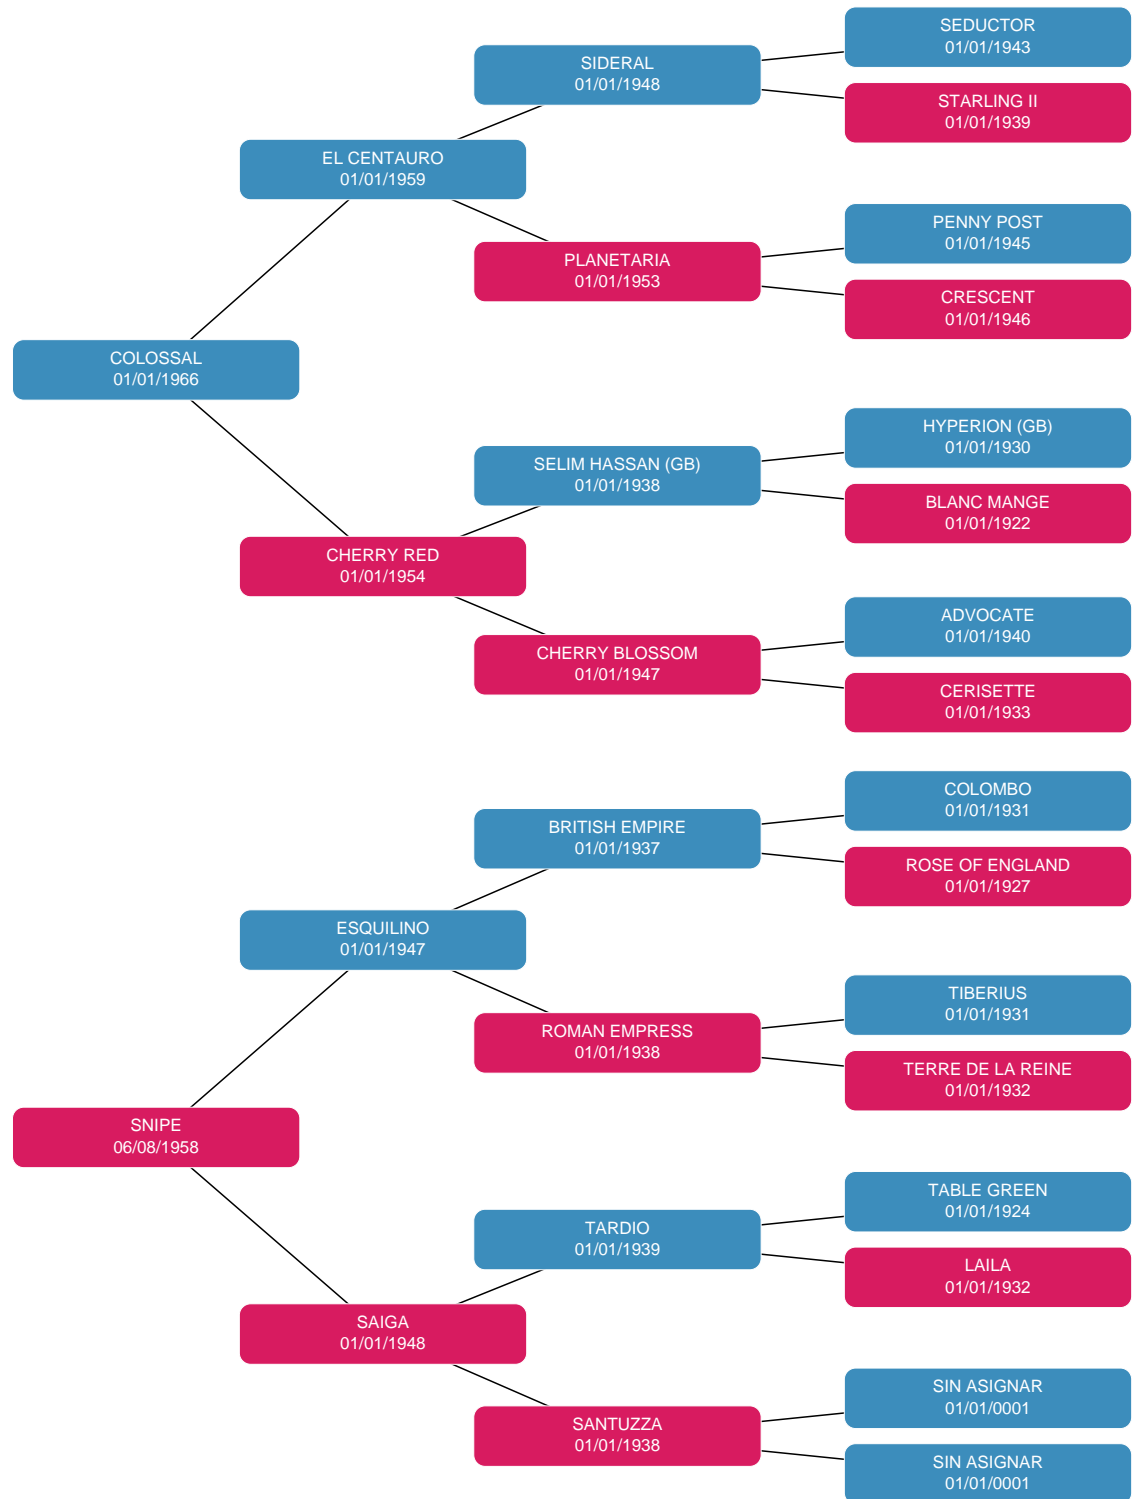 SEDUCTOR
01/01/1943
SIDERAL
01/01/1948
STARLING II
01/01/1939
EL CENTAURO
01/01/1959
PENNY POST
01/01/1945
PLANETARIA
01/01/1953
CRESCENT
01/01/1946
COLOSSAL
01/01/1966
HYPERION (GB)
01/01/1930
SELIM HASSAN (GB)
01/01/1938
BLANC MANGE
01/01/1922
CHERRY RED
01/01/1954
ADVOCATE
01/01/1940
CHERRY BLOSSOM
01/01/1947
CERISETTE
01/01/1933
COLOMBO
01/01/1931
BRITISH EMPIRE
01/01/1937
ROSE OF ENGLAND
01/01/1927
ESQUILINO
01/01/1947
TIBERIUS
01/01/1931
ROMAN EMPRESS
01/01/1938
TERRE DE LA REINE
01/01/1932
SNIPE
06/08/1958
TABLE GREEN
01/01/1924
TARDIO
01/01/1939
LAILA
01/01/1932
SAIGA
01/01/1948
SIN ASIGNAR
01/01/0001
SANTUZZA
01/01/1938
SIN ASIGNAR
01/01/0001